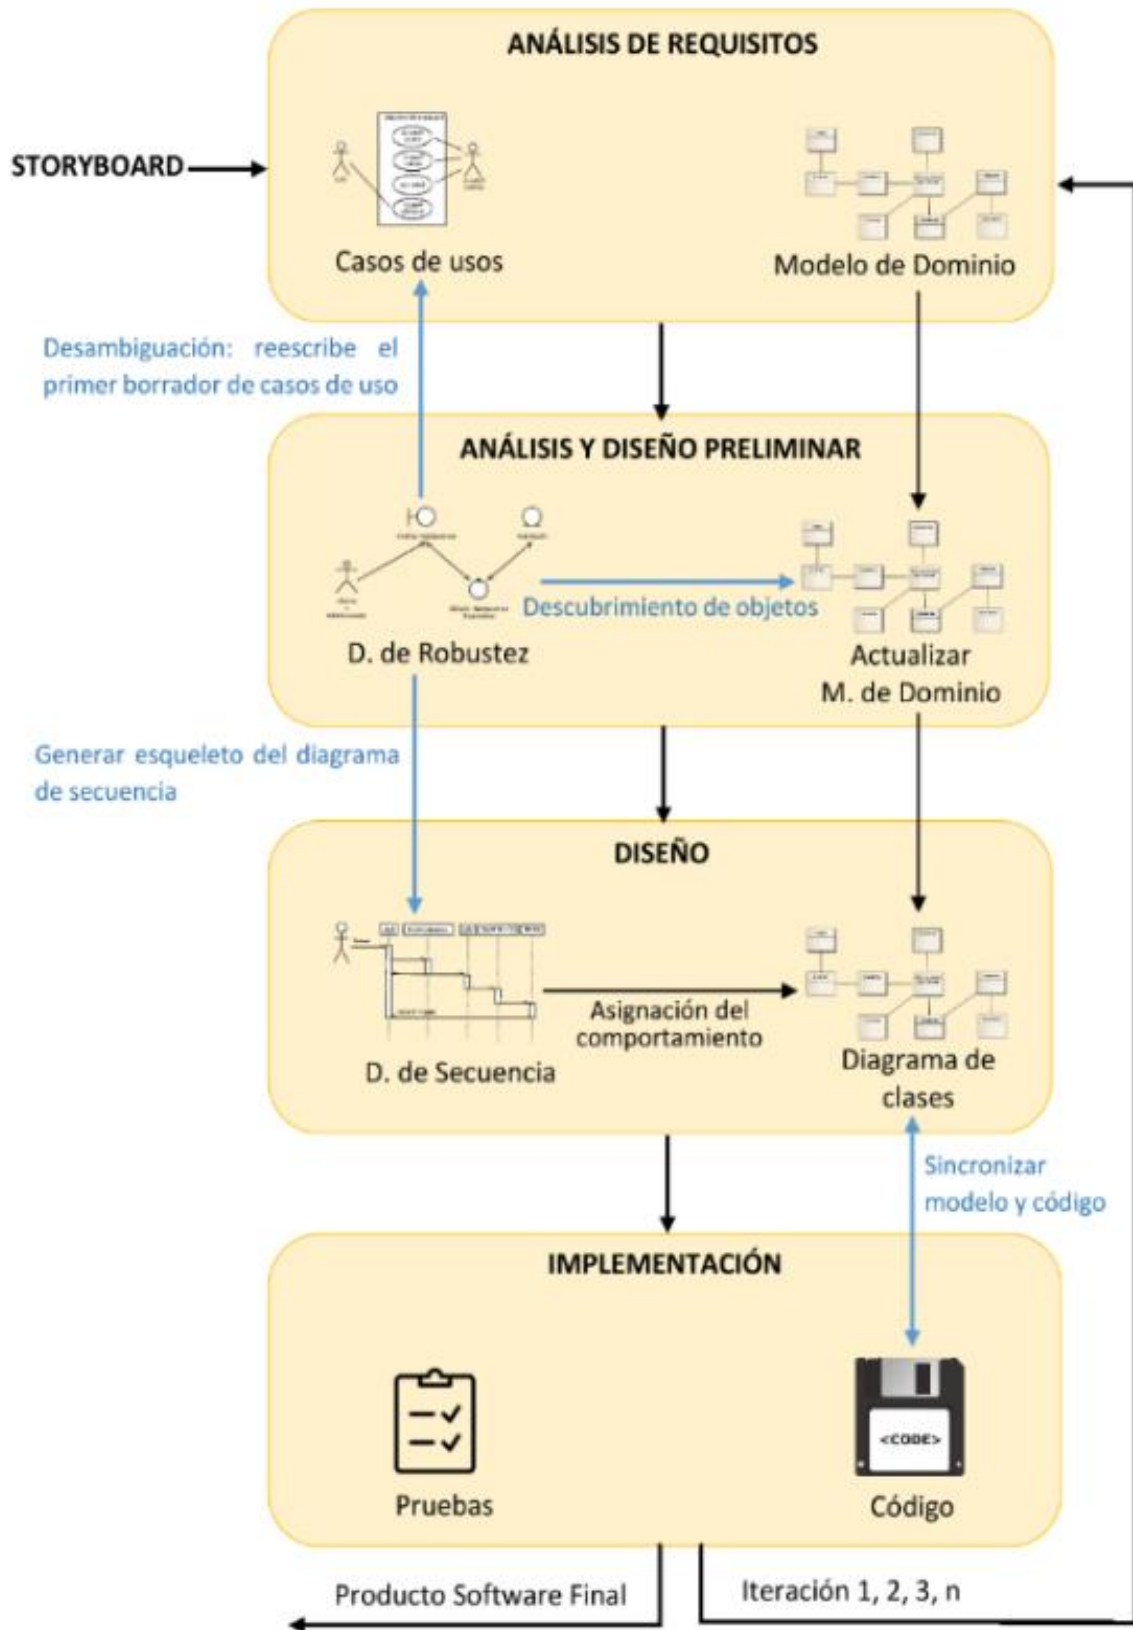 ANÁLISIS DE REQUISITOS
STORYBOARD
Casos de usos
Modelo de Dominio
Desambiguación: reescribe el
primer borrador de casos de uso
ANÁLISIS Y DISEÑO PRELIMINAR
Descubrimiento de objetos
D. de Robustez
Actualizar
M. de Dominio
Generar esqueleto del diagrama
de secuencia
DISEÑO
Asignación del
comportamiento
D. de Secuencia
Diagrama de
clases
Sincronizar
modelo y código
IMPLEMENTACIÓN
<CODE>
Pruebas
Código
Producto Software Final
Iteración 1, 2, 3, n